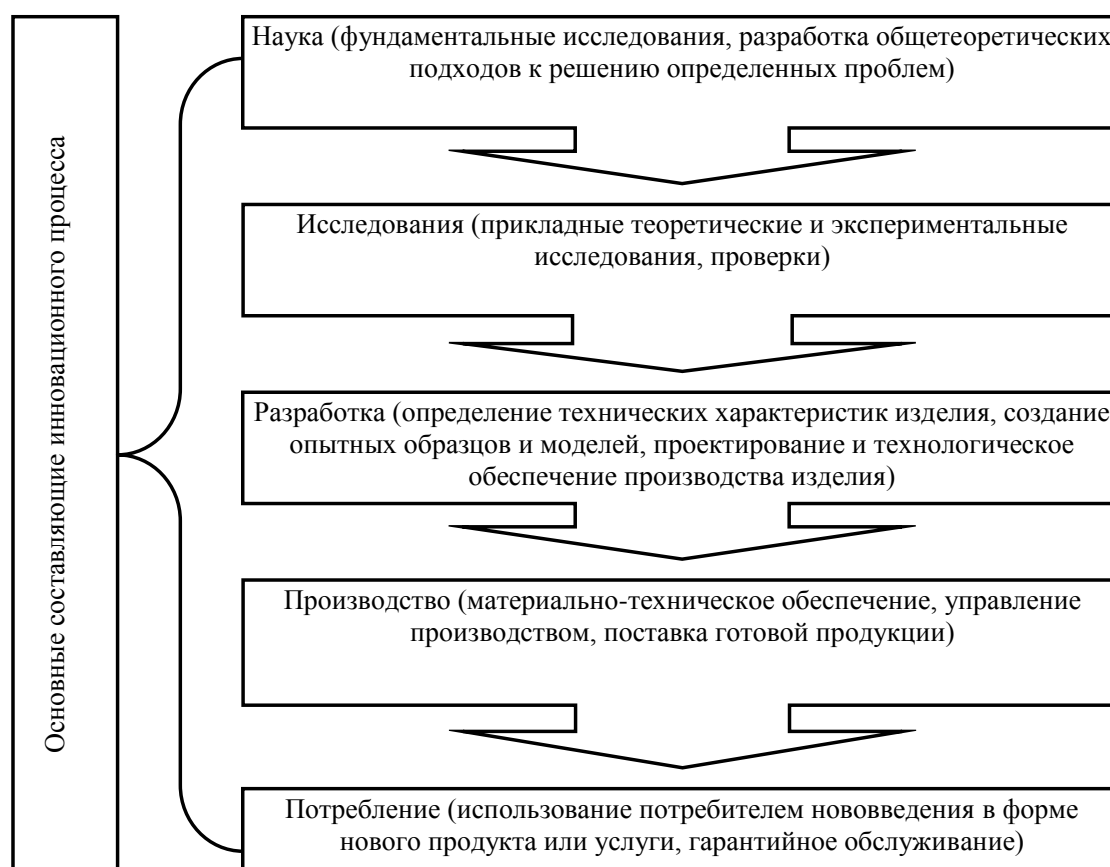 Основные составляющие инновационного процесса
Наука (фундаментальные исследования, разработка общетеоретических
подходов к решению определенных проблем)
Исследования (прикладные теоретические и экспериментальные
исследования, проверки)
Разработка (определение технических характеристик изделия, создание
опытных образцов и моделей, проектирование и технологическое
обеспечение производства изделия)
Производство (материально-техническое обеспечение, управление
производством, поставка готовой продукции)
Потребление (использование потребителем нововведения в форме
нового продукта или услуги, гарантийное обслуживание)